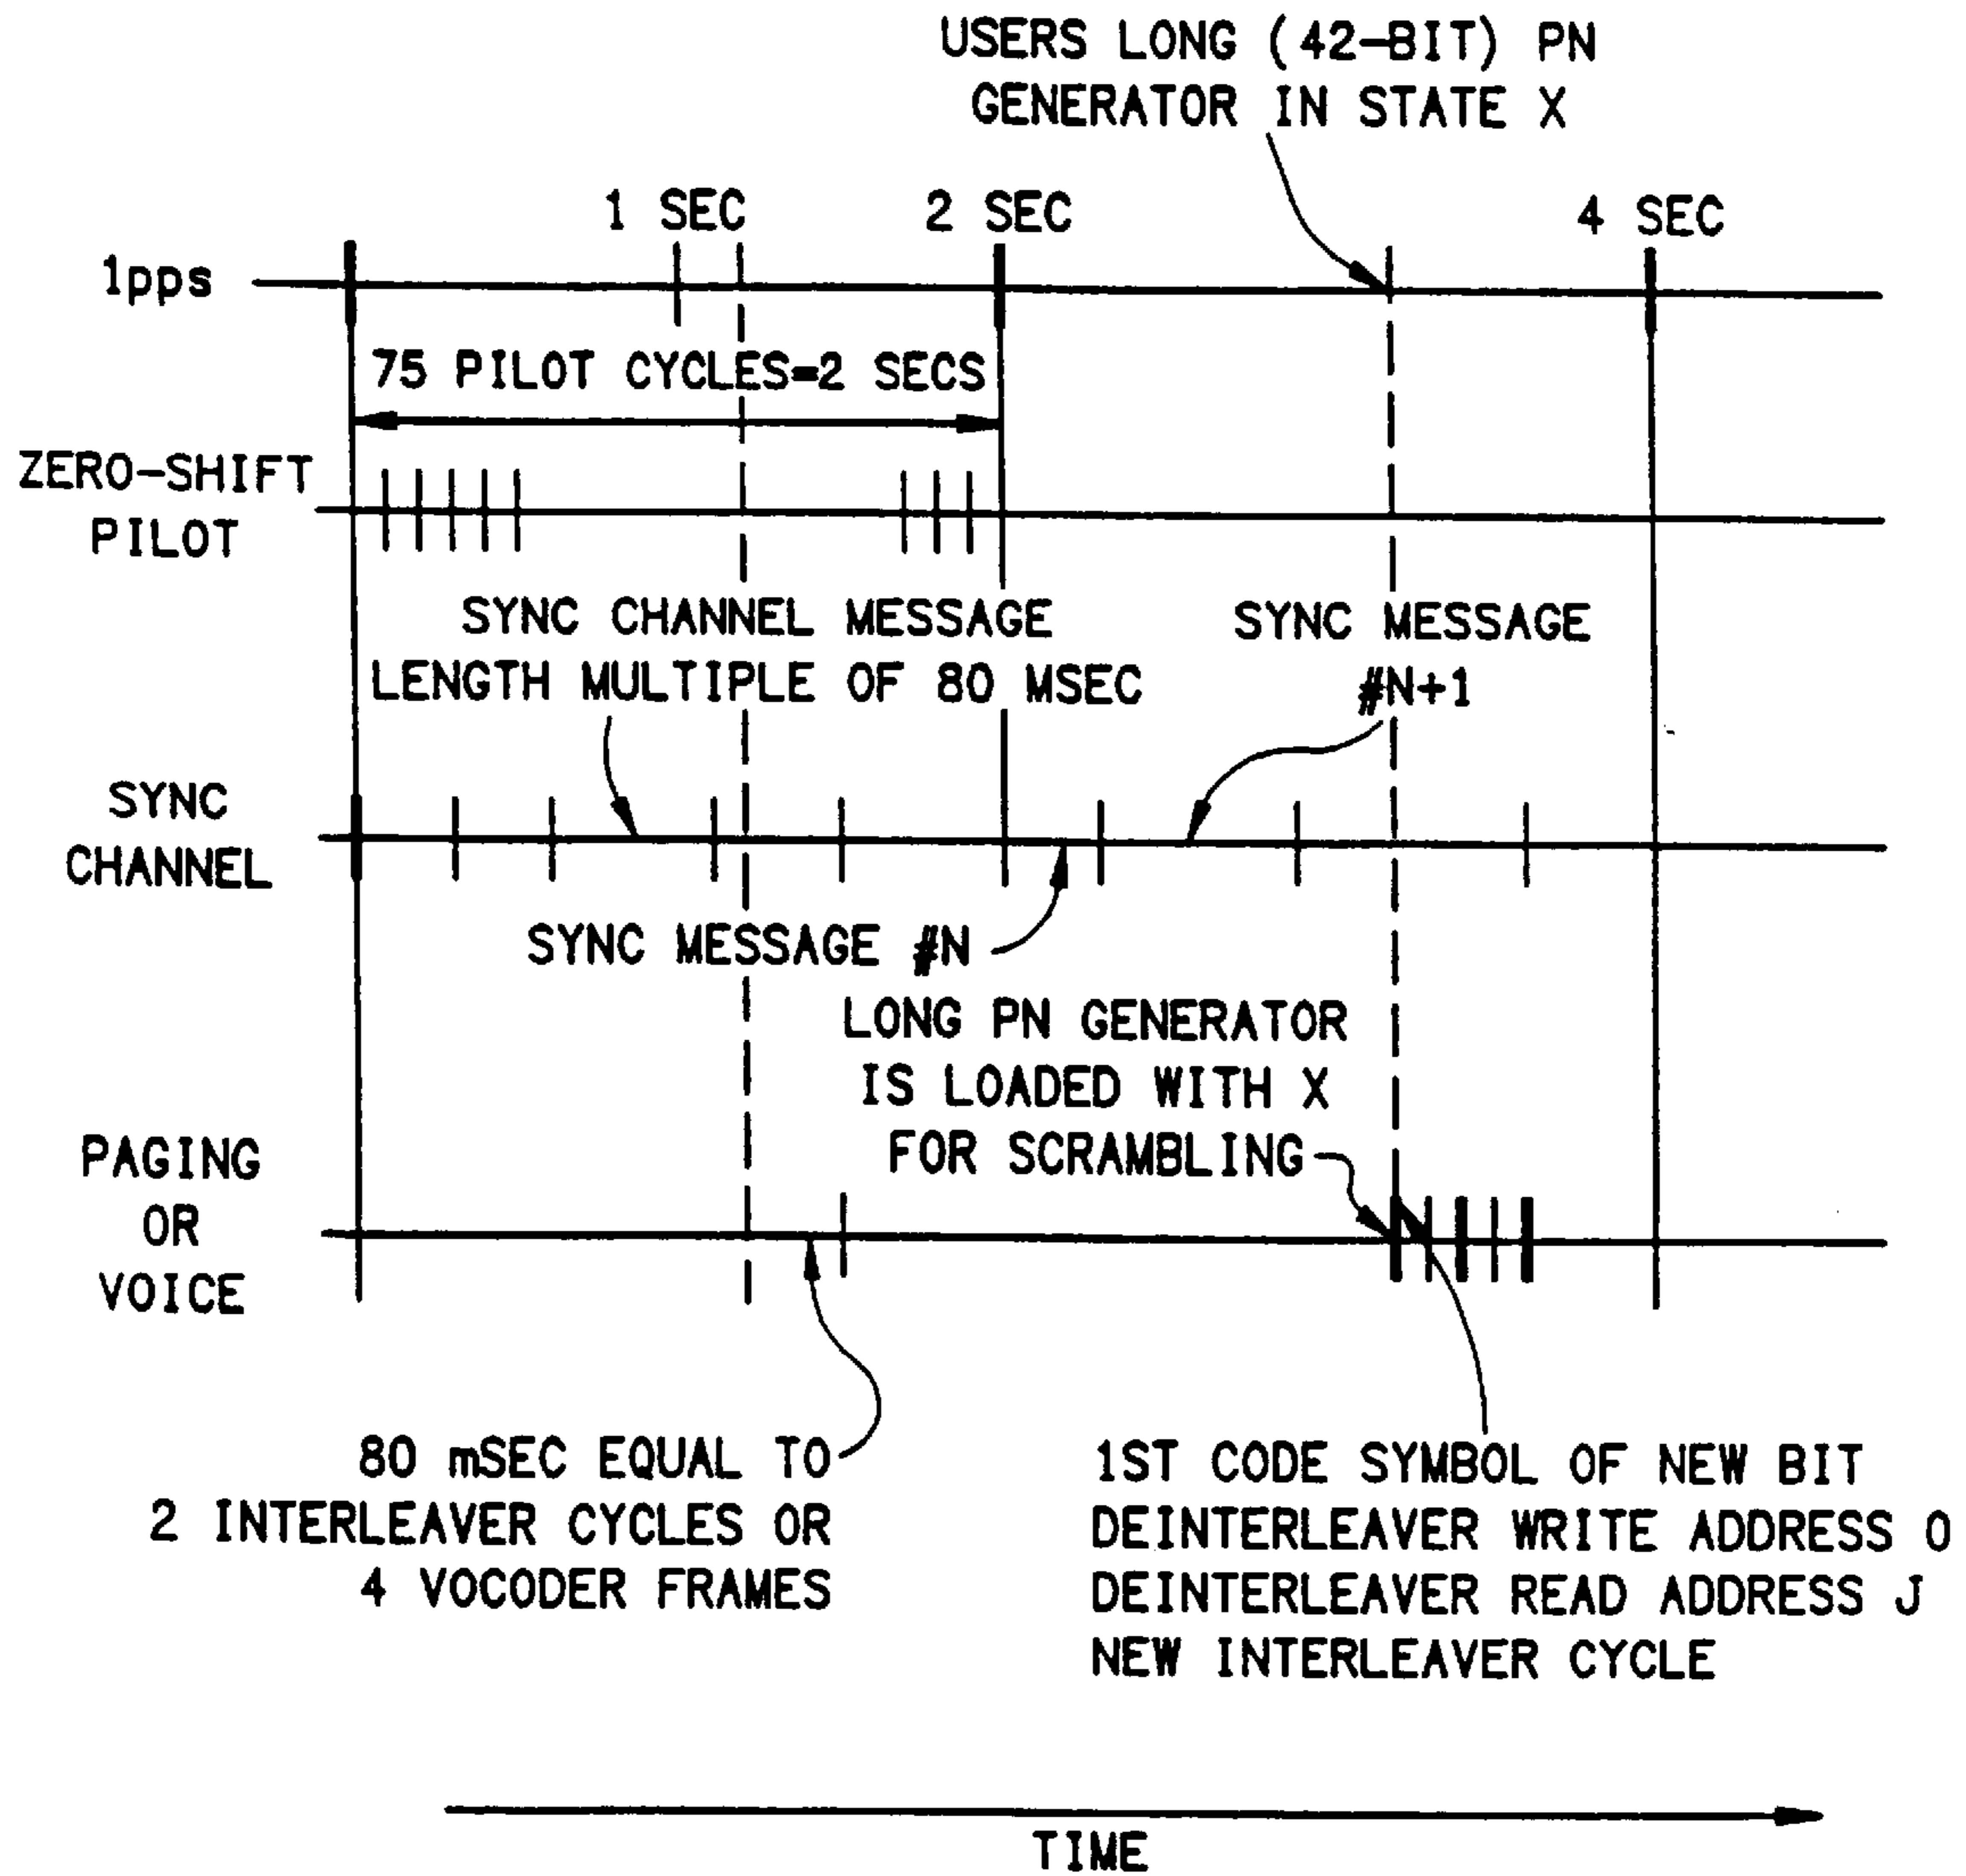 USERS LONG (42-BIT) PN
GENERATOR IN STATE X
1 SEC
2 SEC
4 SEC
1pps
75 PILOT CYCLES=2 SECS
ZERO-SHIFT
PILOT
SYNC CHANNEL MESSAGE
LENGTH MULTIPLE OF 80 MSEC
SYNC MESSAGE
#N+1
SYNC
CHANNEL
SYNC MESSAGE #N
LONG PN GENERATOR
IS LOADED WITH X
FOR SCRAMBLING
PAGING
OR
VOICE
80 mSEC EQUAL TO
2 INTERLEAVER CYCLES OR
4 VOCODER FRAMES
1ST CODE SYMBOL OF NEW BIT
DEINTERLEAVER WRITE ADDRESS 0
DEINTERLEAVER READ ADDRESS J
NEW INTERLEAVER CYCLE
TIME